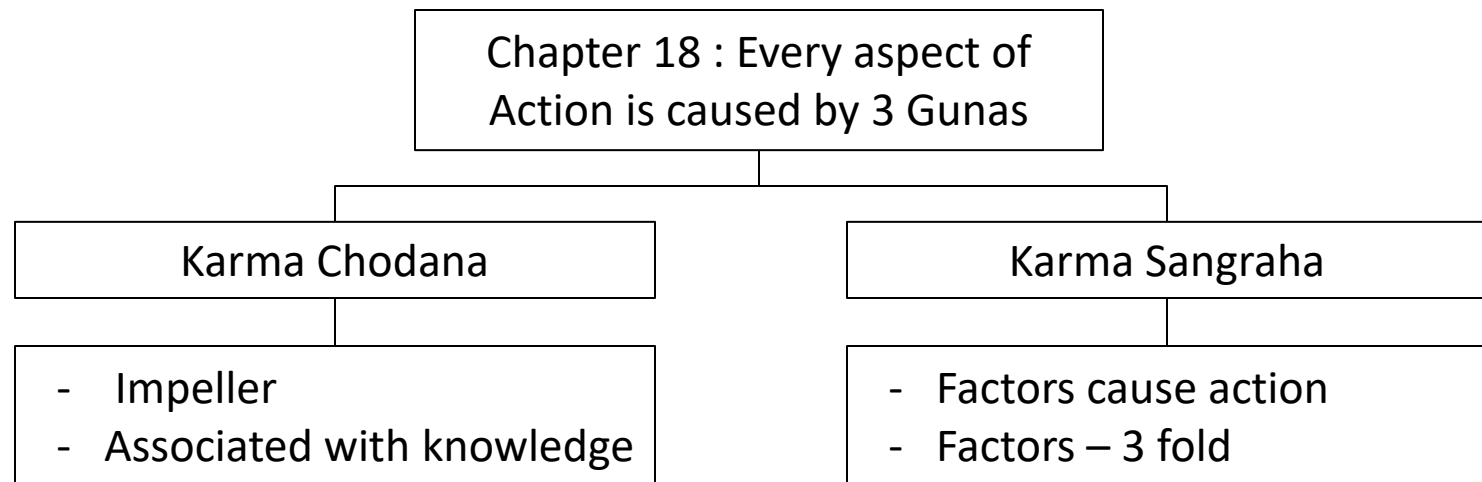 Chapter 18 : Every aspect of
Action is caused by 3 Gunas
Karma Chodana
Karma Sangraha
- Impeller
- Associated with knowledge
- Factors cause action
- Factors – 3 fold